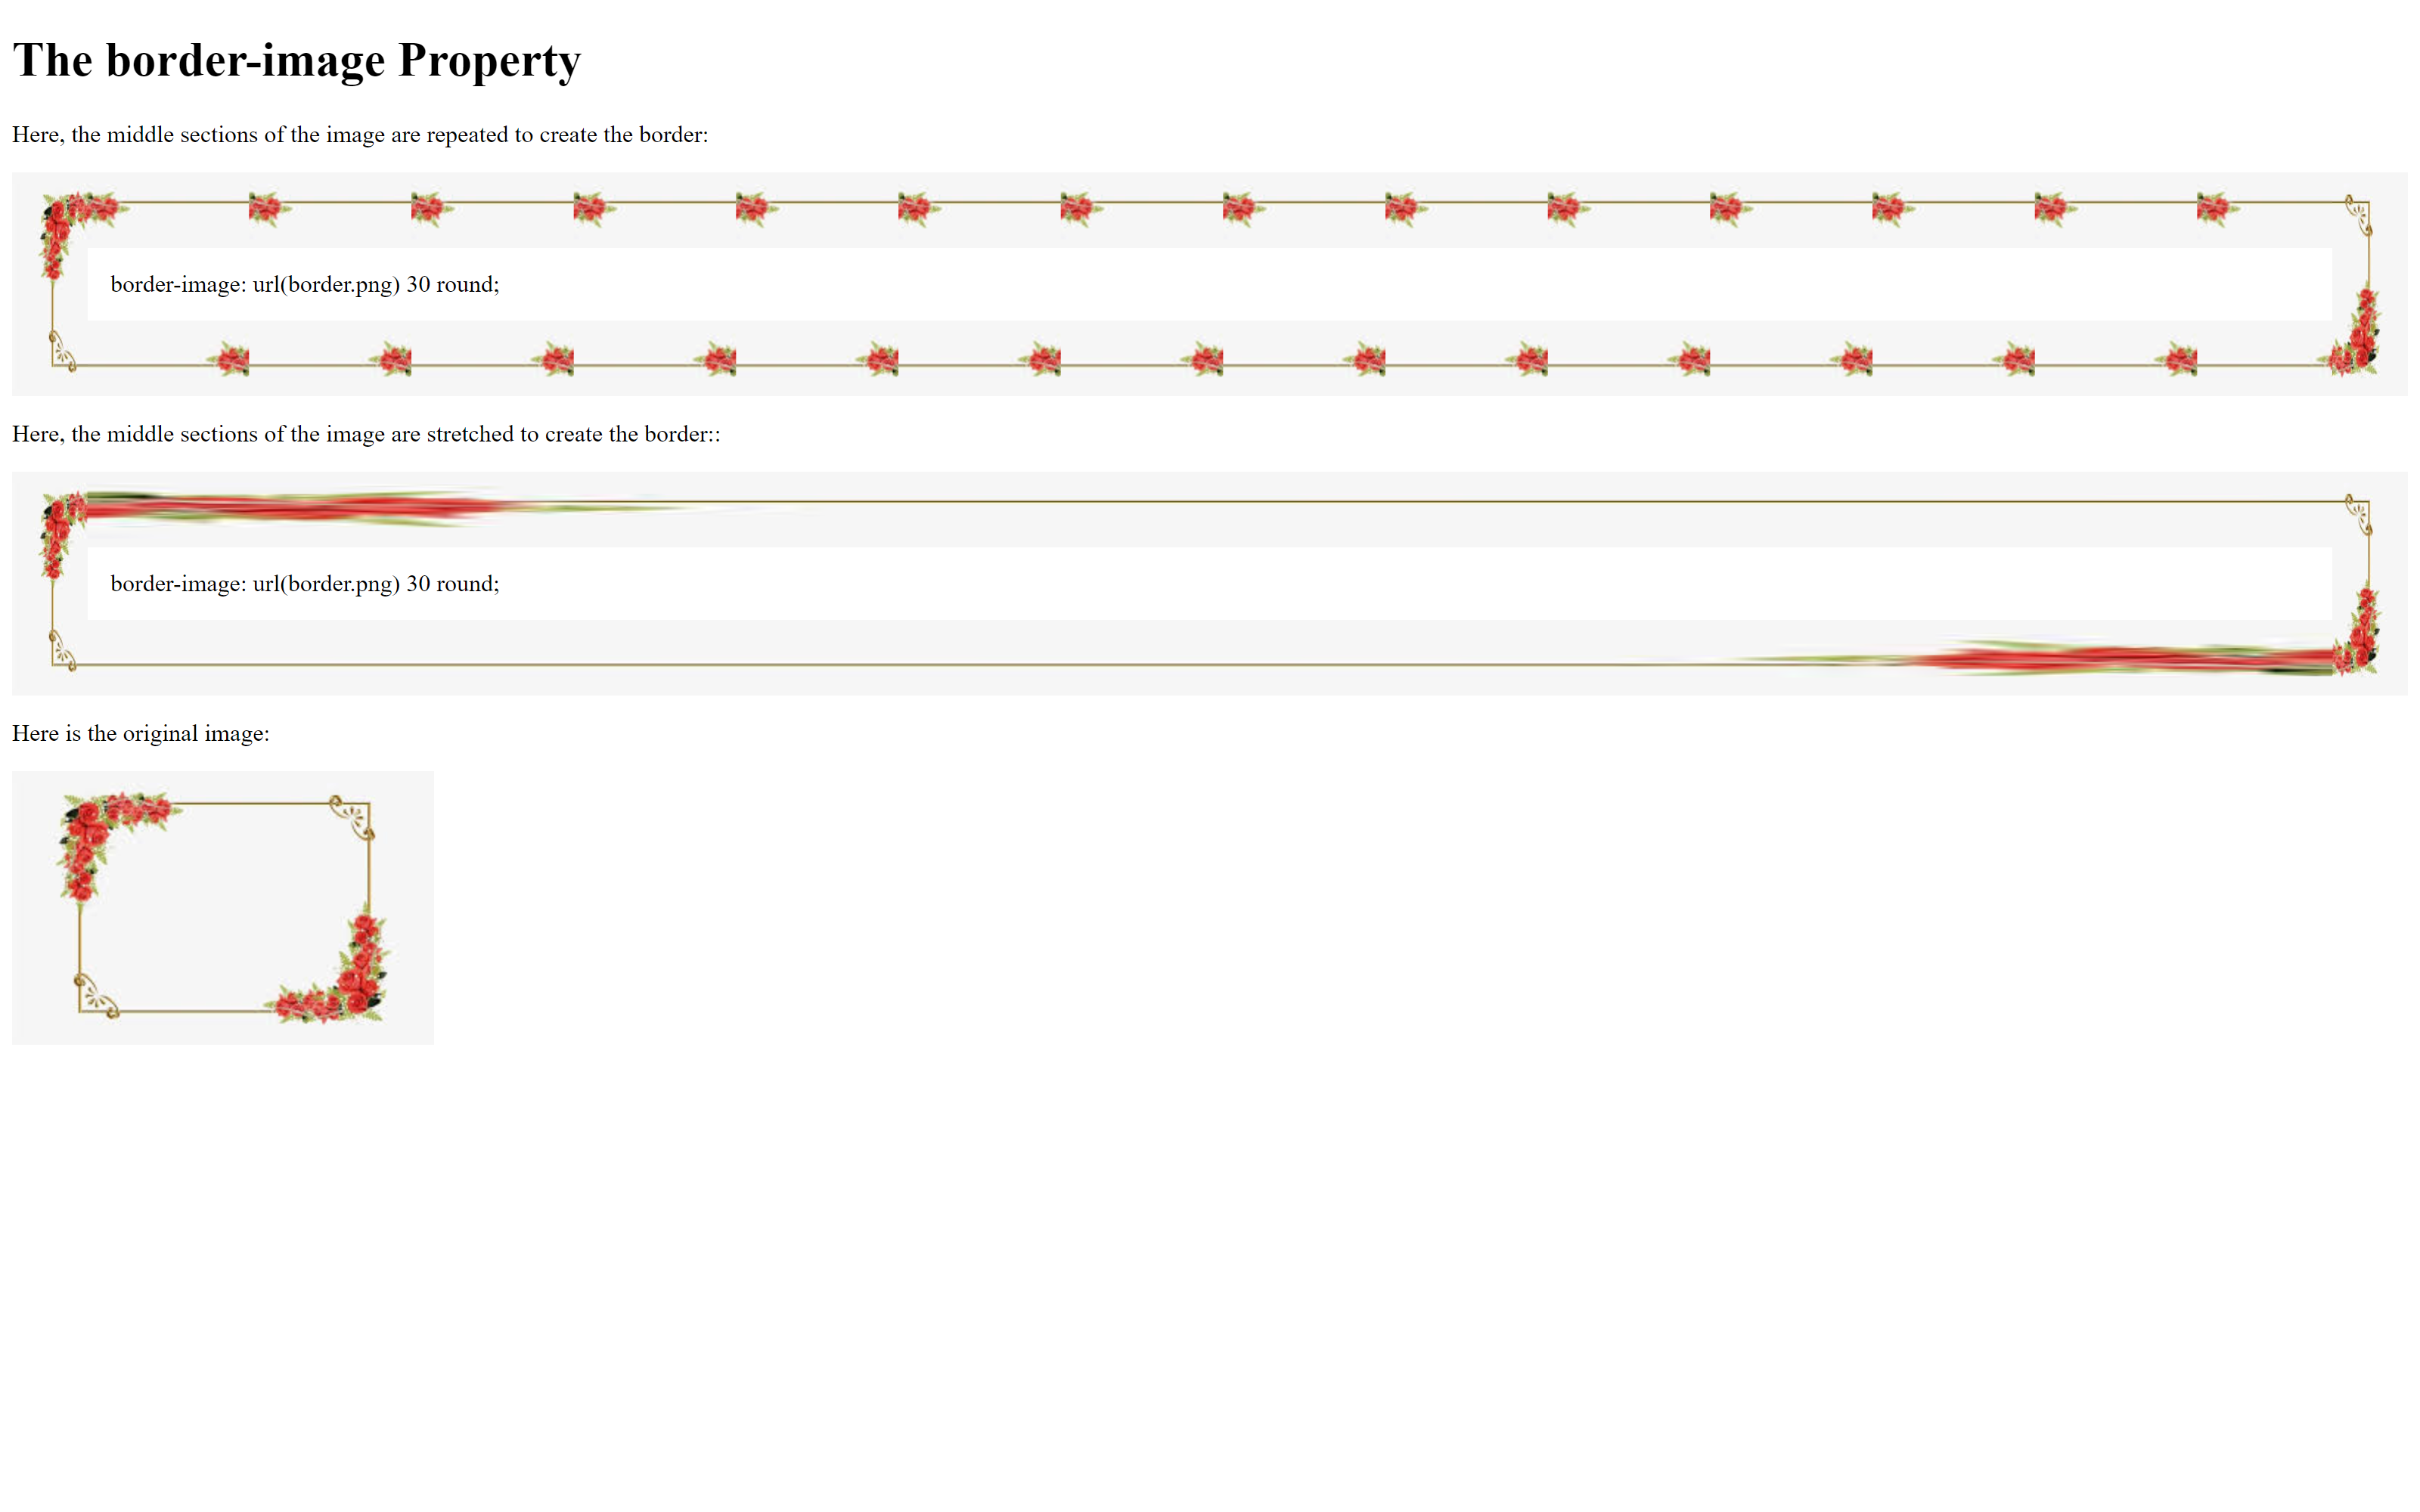 The border-image Property
Here, the middle sections of the image are repeated to create the border:
border-image: url(border.png) 30 round;
Here, the middle sections of the image are stretched to create the border::
border-image: url(border.png) 30 round;
Here is the original image: